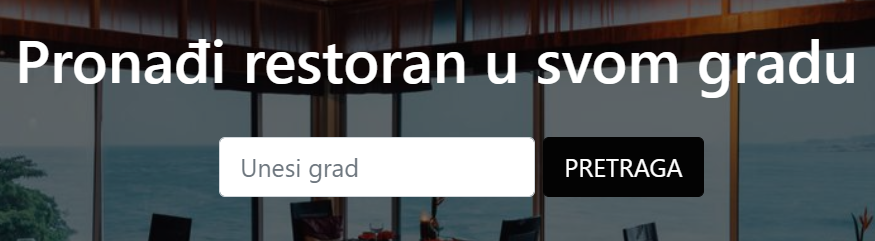 Pronađi restoran u svom gradu
Unesi grad PRETRAGA